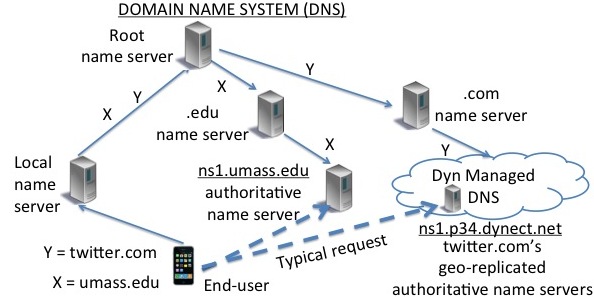 DOMAIN NAME SYSTEM (DNS)
Root
name server
Y
X
Y
X
.edu
name server
.com
name server
X
Y
Local
name
server
ns1.umass.edu
authoritative
name server
Dyn Managed
DNS
Y = twitter.com
X = umass.edu
End-user
Typical request
ns1.p34.dynect.net
twitter.com's
geo-replicated
authoritative name servers